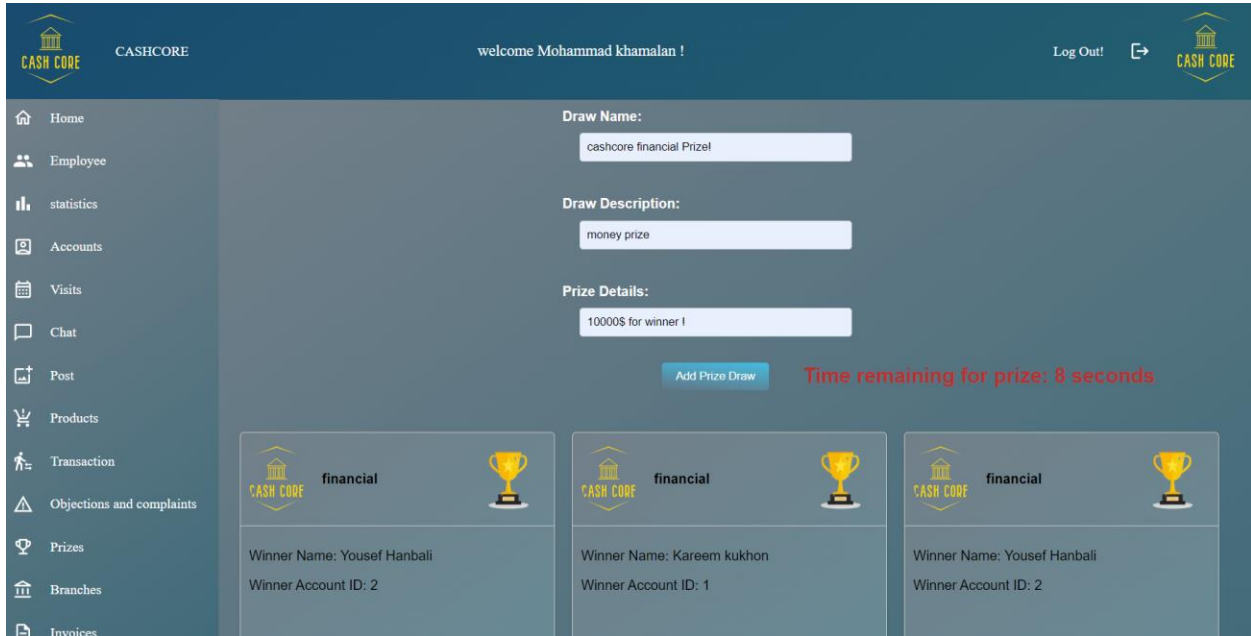 CASH CORE
CASHCORE
welcome Mohammad khamalan !
Log Out!
CASH CORE
Home
Employee
statistics
Accounts
Visits
Chat
Post
Products
Transaction
Objections and complaints
Prizes
Branches
Invoices
Draw Name:
cashcore financial Prize!
Draw Description:
money prize
Prize Details:
10000$ for winner !
Add Prize Draw
Time remaining for prize: 8 seconds
CASH CORE
financial
Winner Name: Yousef Hanbali
Winner Account ID: 2
CASH CORE
financial
Winner Name: Kareem kukhon
Winner Account ID: 1
CASH CORE
financial
Winner Name: Yousef Hanbali
Winner Account ID: 2